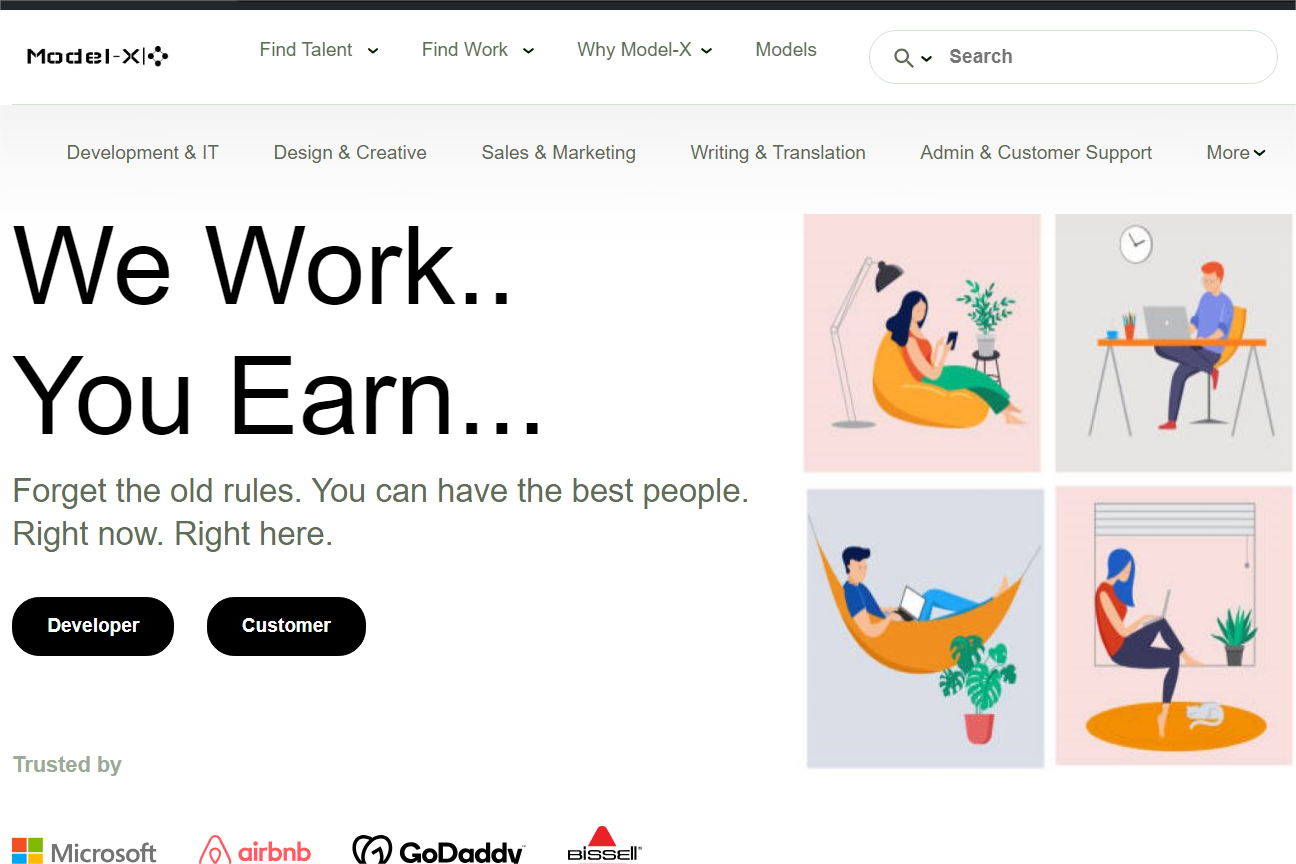 Model-X
Find Talent
Find Work
Why Model-X
Models
Search
Development & IT
Design & Creative
Sales & Marketing
Writing & Translation
Admin & Customer Support
More
We Work..
You Earn...
Forget the old rules. You can have the best people.
Right now. Right here.
Developer
Customer
Trusted by
Microsoft
airbnb
GoDaddy
BISSELL